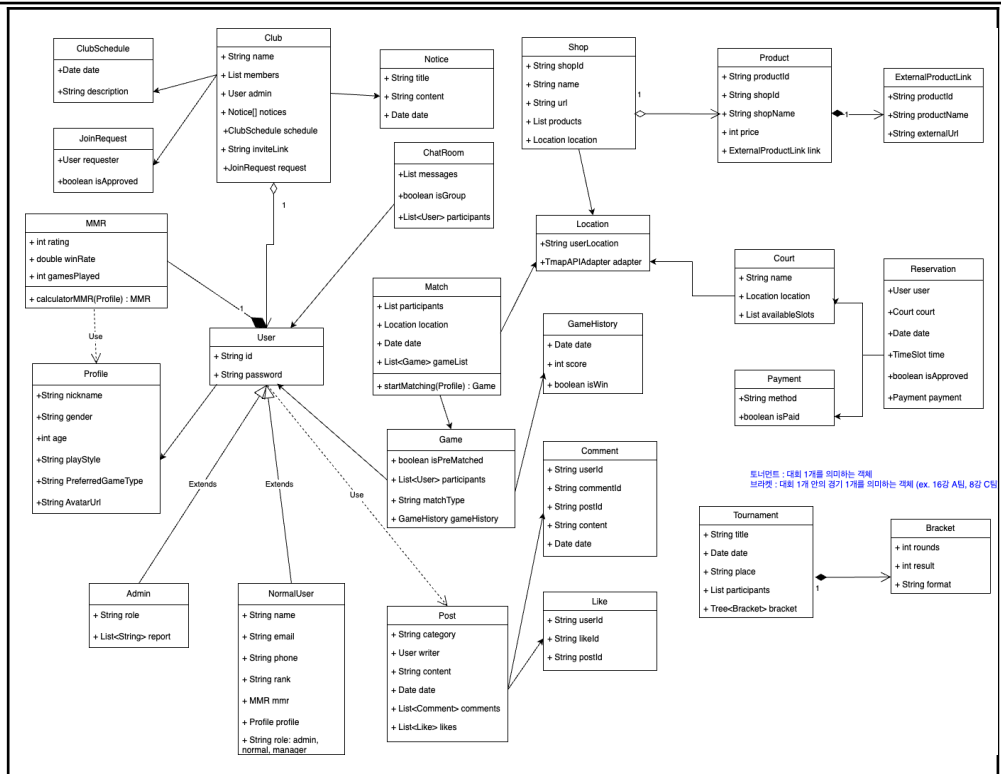 ClubSchedule
+Date date
+String description
Club
+ String name
+ List members
+ User admin
+ Notice[] notices
+ClubSchedule schedule
+ String inviteLink
+JoinRequest request
1
Notice
+ String title
+ String content
+ Date date
Shop
+ String shopId
+ String name
+ String url
+ List products
+ Location location
1
Product
+ String productId
+ String shopId
+ String shopName
+ int price
+ ExternalProductLink link
1
ExternalProductLink
+ String productId
+ String productName
+ String externalUrl
JoinRequest
+User requester
+boolean isApproved
ChatRoom
+List messages
+boolean isGroup
+List<User> participants
MMR
+ int rating
+ double winRate
+ int gamesPlayed
+ calculatorMMR(Profile) : MMR
1
Use
Location
+String userLocation
+TmapAPIAdapter adapter
Court
+ String name
+ Location location
+ List availableSlots
Reservation
+User user
+Court court
+Date date
+TimeSlot time
+boolean isApproved
+Payment payment
Match
+ List participants
+ Location location
+ Date date
+ List<Game> gameList
+ startMatching(Profile) : Game
GameHistory
+ Date date
+ int score
+ boolean isWin
User
+ String id
+ String password
Payment
+String method
+boolean isPaid
Profile
+String nickname
+String gender
+int age
+ String playStyle
+String PreferredGameType
+String AvatarUrl
Game
+ boolean isPreMatched
+ List<User> participants
+ String matchType
+ GameHistory gameHistory
Comment
+ String userId
+ String commentId
+ String postId
+ String content
+ Date date
Extends
Extends
Use
토너먼트 : 대회 1개를 의미하는 객체
브라켓 : 대회 1개 안의 경기 1개를 의미하는 객체 (ex. 16강 A팀, 8강 C팀
Tournament
+ String title
+ Date date
+ String place
+ List participants
+ Tree<Bracket> bracket
1
Bracket
+ int rounds
+ int result
+ String format
Admin
+ String role
+ List<String> report
NormalUser
+ String name
+ String email
+ String phone
+ String rank
+ MMR mmr
+ Profile profile
+ String role: admin,
normal, manager
Post
+ String category
+ User writer
+ String content
+ Date date
+ List<Comment> comments
+ List<Like> likes
Like
+ String userId
+ String likeId
+ String postId